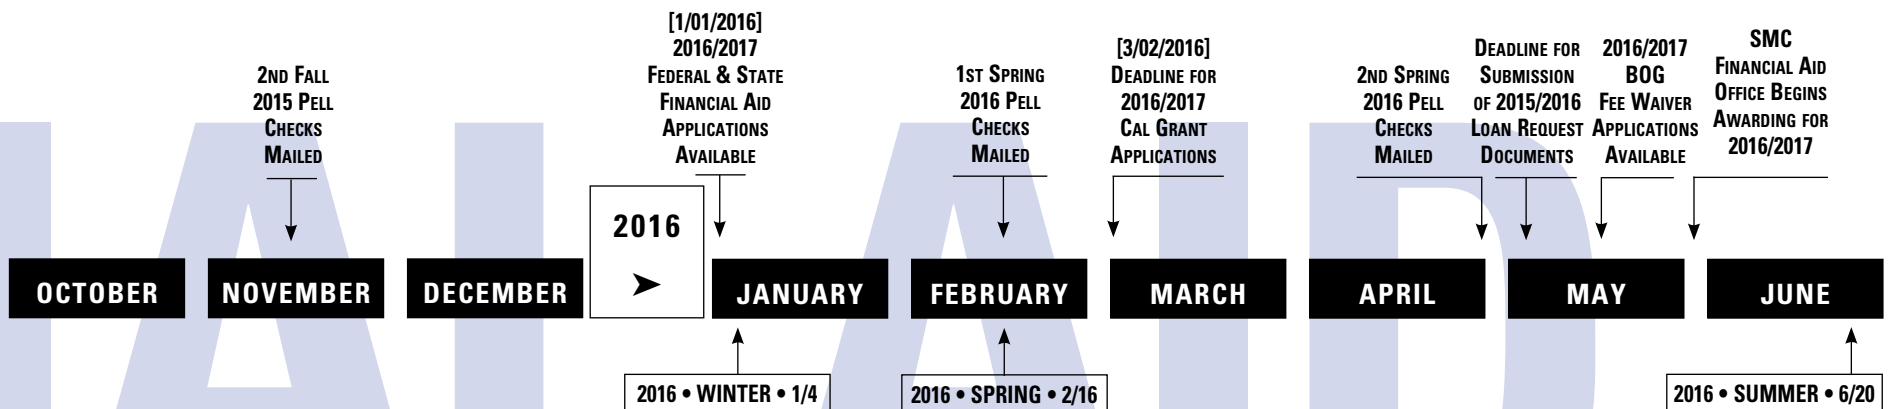 2ND FALL
2015 PELL
CHECKS
MAILED
[1/01/2016]
2016/2017
FEDERAL & STATE
FINANCIAL AID
APPLICATIONS
AVAILABLE
1ST SPRING
2016 PELL
CHECKS
MAILED
[3/02/2016]
DEADLINE FOR
2016/2017
CAL GRANT
APPLICATIONS
2ND SPRING
2016 PELL
CHECKS
MAILED
DEADLINE FOR
SUBMISSION
OF 2015/2016
LOAN REQUEST
DOCUMENTS
2016/2017
BOG
FEE WAIVER
APPLICATIONS
AVAILABLE
SMC
FINANCIAL AID
OFFICE BEGINS
AWARDING FOR
2016/2017
2016
OCTOBER
NOVEMBER
DECEMBER
JANUARY
FEBRUARY
MARCH
APRIL
MAY
JUNE
2016 • WINTER • 1/4
2016 • SPRING • 2/16
2016 • SUMMER • 6/20
IAL AID